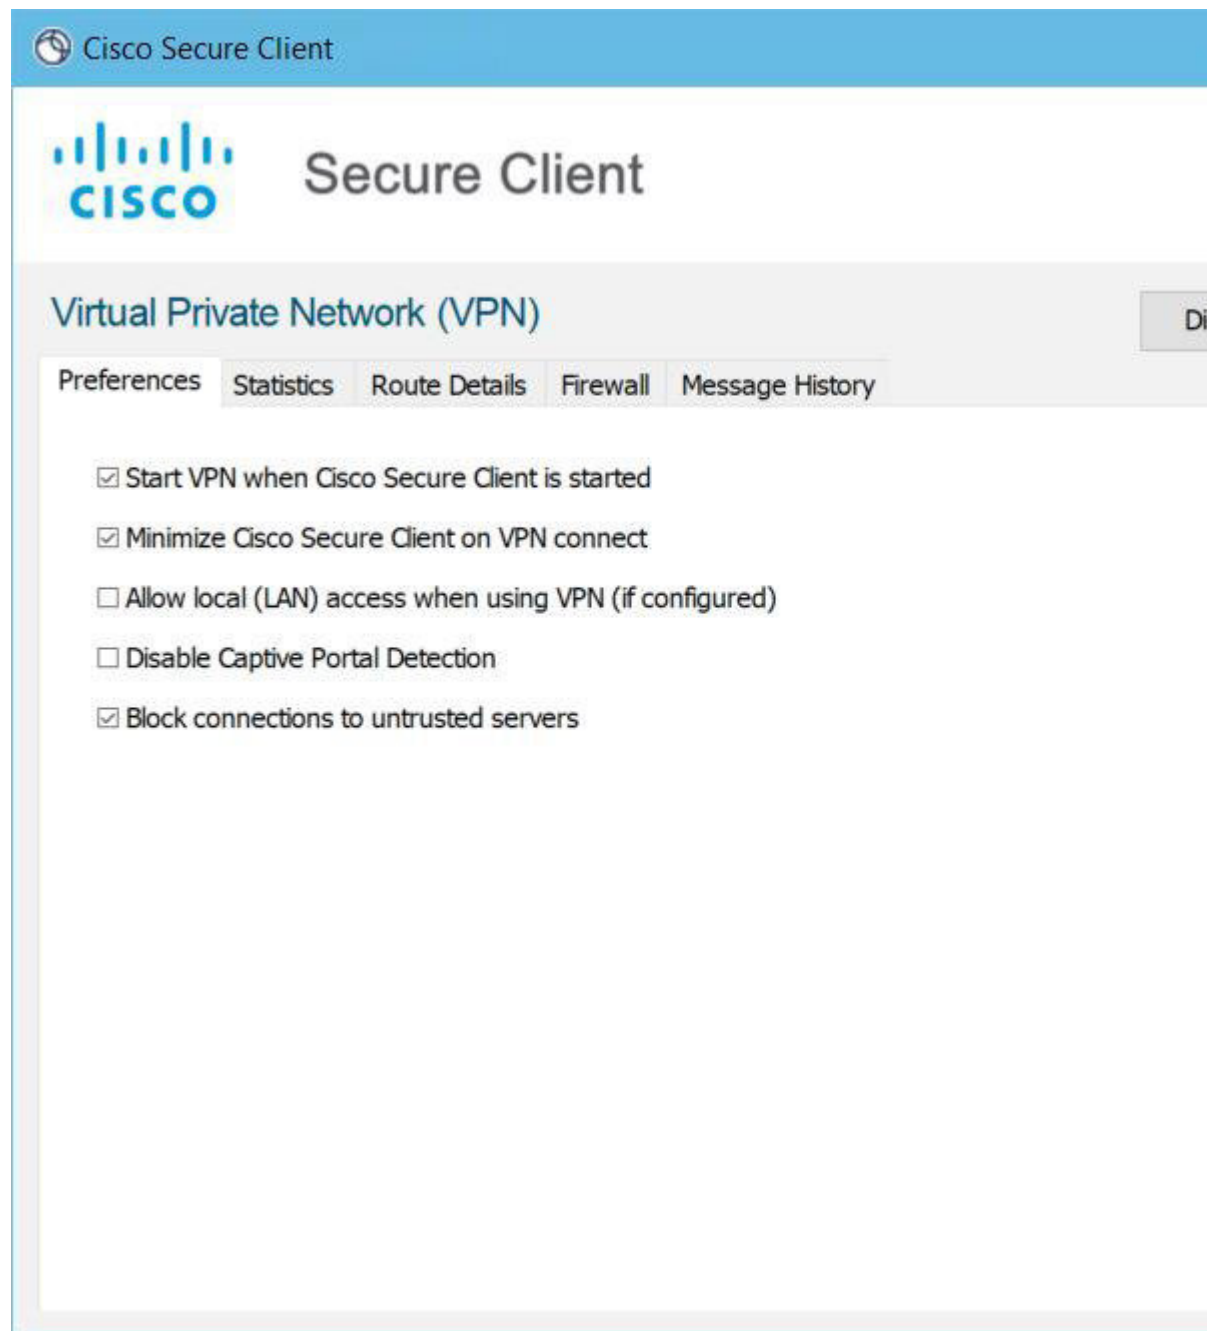 Cisco Secure Client
CISCO
Secure Client
Virtual Private Network (VPN)
Di
Preferences Statistics Route Details Firewall Message History
Start VPN when Cisco Secure Client is started
Minimize Cisco Secure Client on VPN connect
Allow local (LAN) access when using VPN (if configured)
Disable Captive Portal Detection
Block connections to untrusted servers